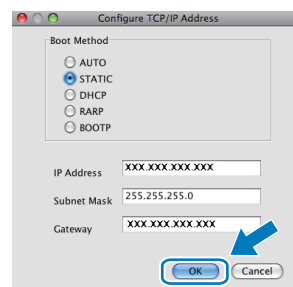 Configure TCP/IP Address
Boot Method
AUTO
STATIC
DHCP
RARP
BOOTP
IP Address XXX.XXX.XXX.XXX
Subnet Mask 255.255.255.0
Gateway XXX.XXX.XXX.XXX
OK Cancel